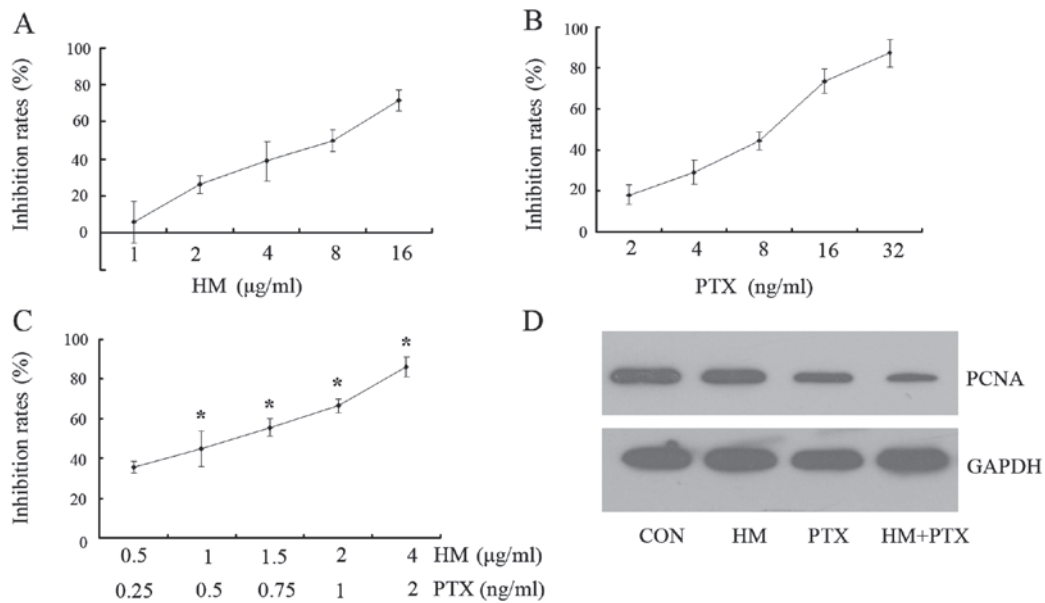 A
Inhibition rates (%)
100
80
60
40
20
0
1 2 4 8 16
HM (μg/ml)
B
Inhibition rates (%)
100
80
60
40
20
0
2 4 8 16 32
PTX (ng/ml)
C
Inhibition rates (%)
100
80
60
40
20
0
* * * *
0.5 1 1.5 2 4 HM (μg/ml)
0.25 0.5 0.75 1 2 PTX (ng/ml)
D
PCNA
GAPDH
CON HM PTX HM+PTX